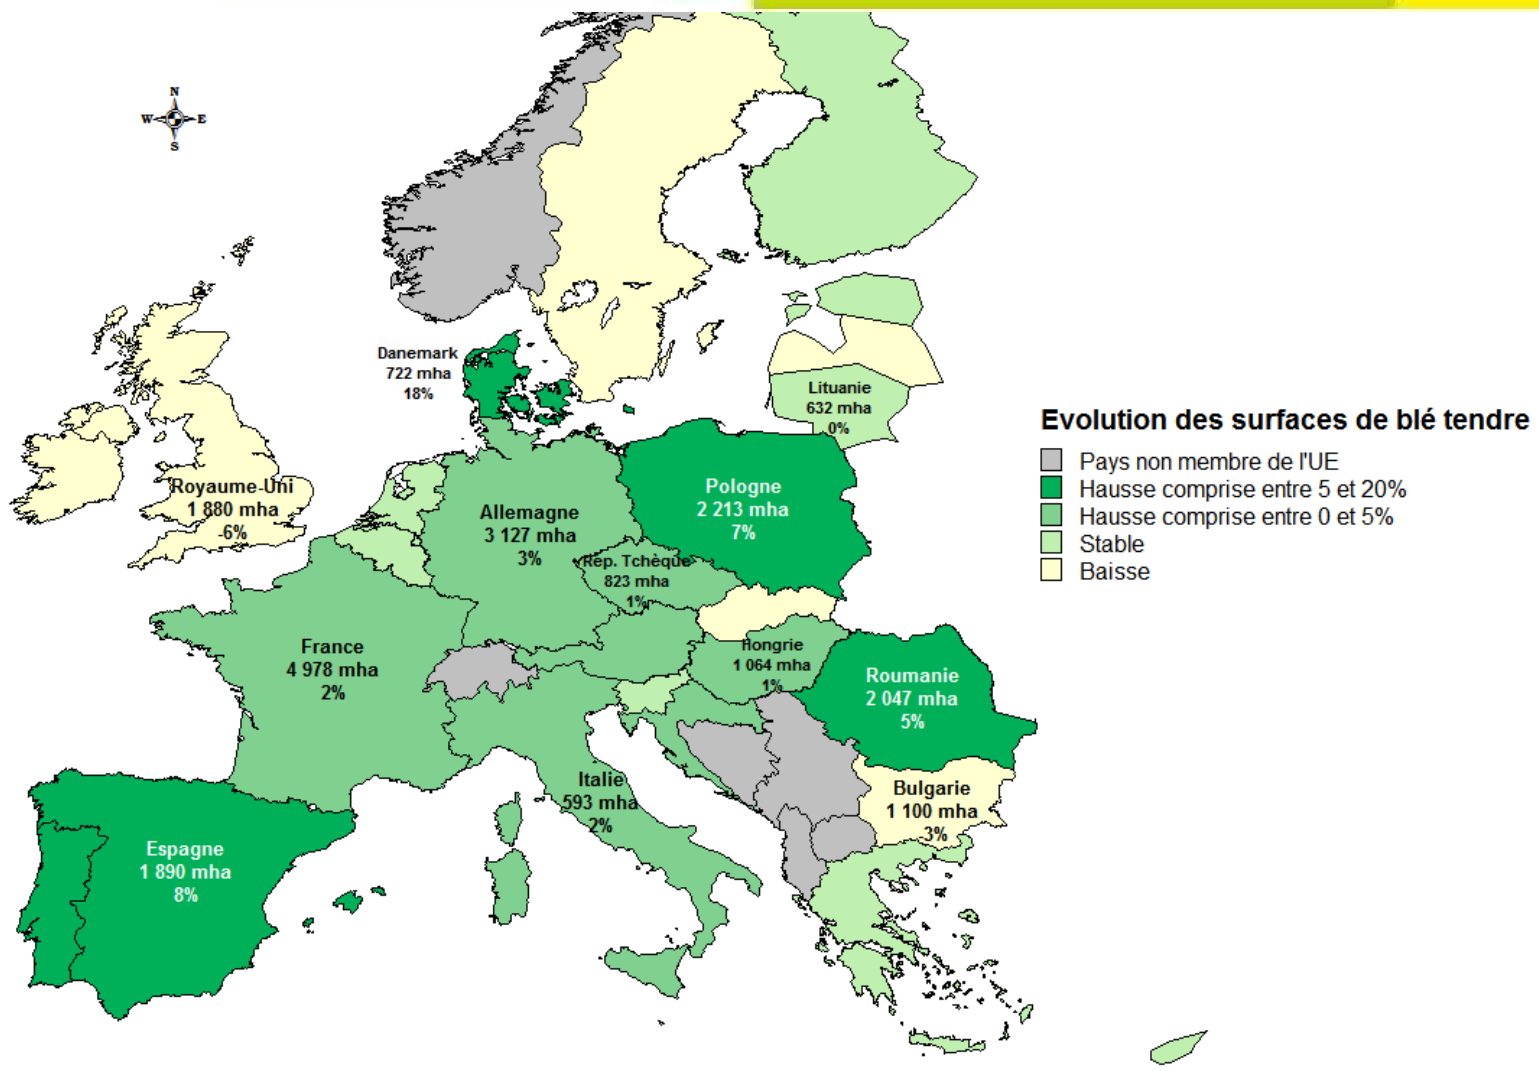 N
W E
S
Danemark
722 mha
18%
Lituanie
632 mha
0%
Royaume-Uni
1 880 mha
-6%
Allemagne
3 127 mha
3%
Pologne
2 213 mha
7%
Rép. Tchèque
823 mha
1%
France
4 978 mha
2%
Hongrie
1 064 mha
1%
Roumanie
2 047 mha
5%
Italie
593 mha
2%
Bulgarie
1 100 mha
-3%
Espagne
1 890 mha
8%
Evolution des surfaces de blé tendre
Pays non membre de l'UE
Hausse comprise entre 5 et 20%
Hausse comprise entre 0 et 5%
Stable
Baisse